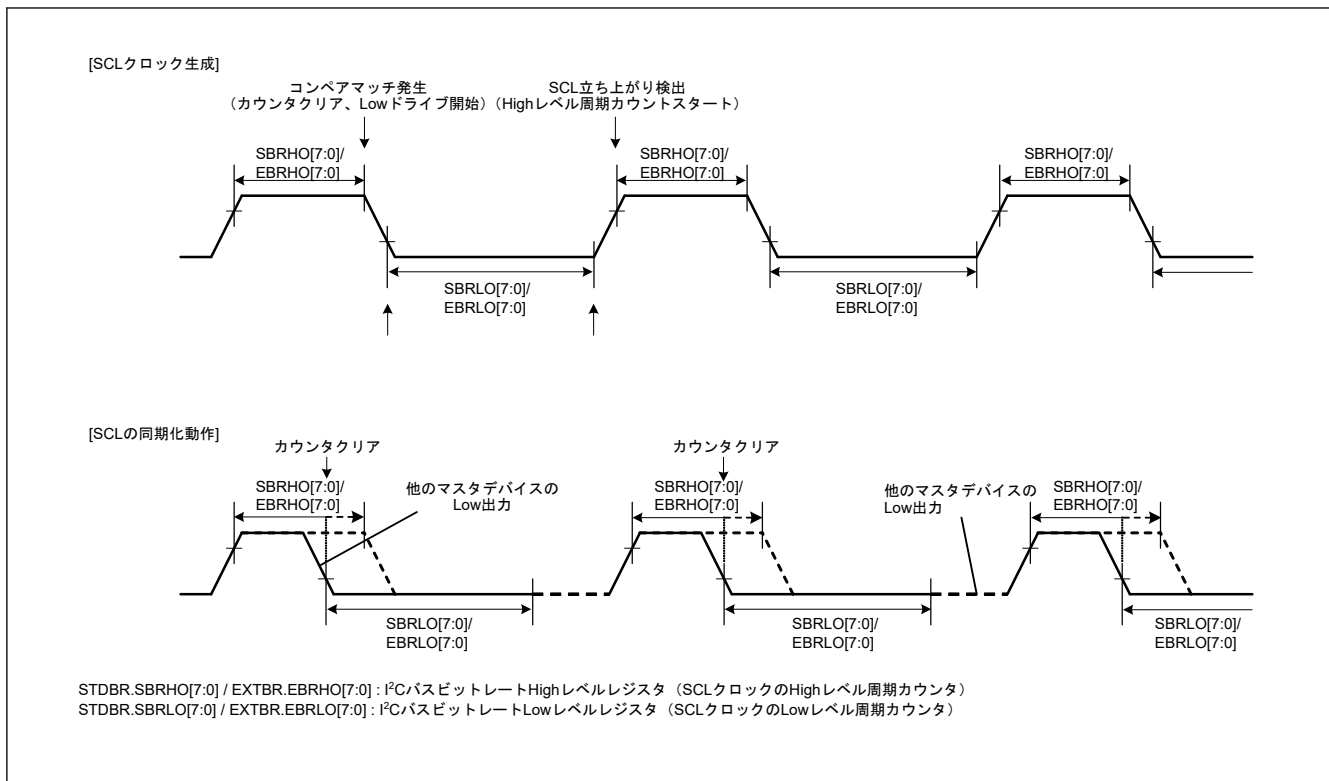 [SCLクロック生成]
コンペアマッチ発生
(カウンタクリア、Lowドライブ開始)
SCL立ち上がり検出
(Highレベル周期カウントスタート)
SBRHO[7:0]/
EBRHO[7:0]
SBRHO[7:0]/
EBRHO[7:0]
SBRHO[7:0]/
EBRHO[7:0]
SBRLO[7:0]/
EBRLO[7:0]
SBRLO[7:0]/
EBRLO[7:0]
[SCLの同期化動作]
カウンタクリア
カウンタクリア
SBRHO[7:0]/
EBRHO[7:0]
他のマスタデバイスの
Low出力
SBRHO[7:0]/
EBRHO[7:0]
他のマスタデバイスの
Low出力
SBRHO[7:0]/
EBRHO[7:0]
SBRLO[7:0]/
EBRLO[7:0]
SBRLO[7:0]/
EBRLO[7:0]
SBRLO[7:0]/
EBRLO[7:0]
STDBR.SBRHO[7:0] / EXTBR.EBRHO[7:0] : I²CバスビットレートHighレベルレジスタ（SCLクロックのHighレベル周期カウンタ）
STDBR.SBRLO[7:0] / EXTBR.EBRLO[7:0] : I²CバスビットレートLowレベルレジスタ（SCLクロックのLowレベル周期カウンタ）